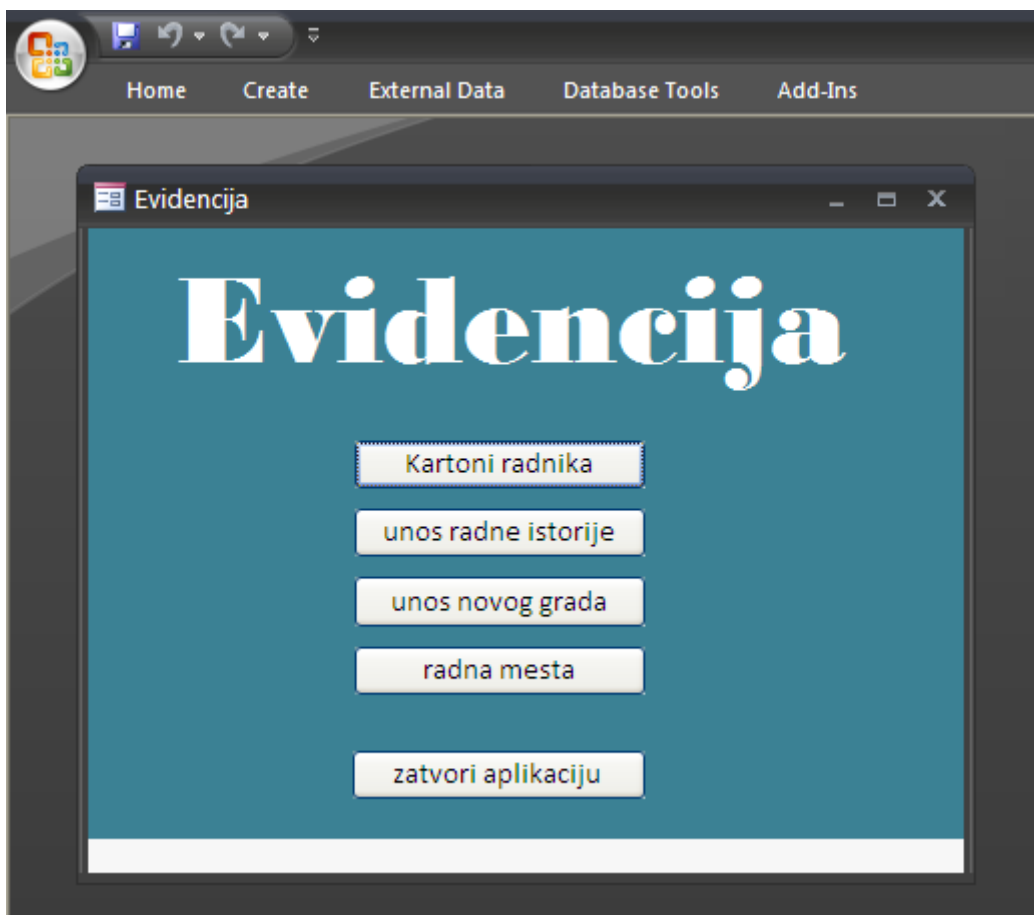 Home Create External Data Database Tools Add-Ins
Evidencija
Evidencija
Kartoni radnika
unos radne istorije
unos novog grada
radna mesta
zatvori aplikaciju